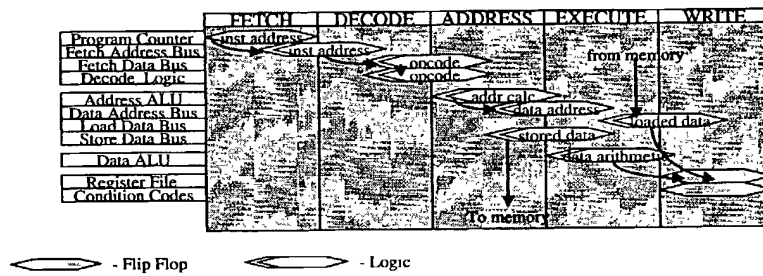 FETCH DECODE ADDRESS EXECUTE WRITE
Program Counter
inst address
Fetch Address Bus
inst address
Fetch Data Bus
opcode
from memory
Decode, Logic
opcode
Address ALU
addr calc
Data Address Bus
data address
Load Data Bus
loaded data
Store Data Bus
stored data
Data ALU
data arithmetic
Register File
Condition Codes
To memory
- Flip Flop - Logic